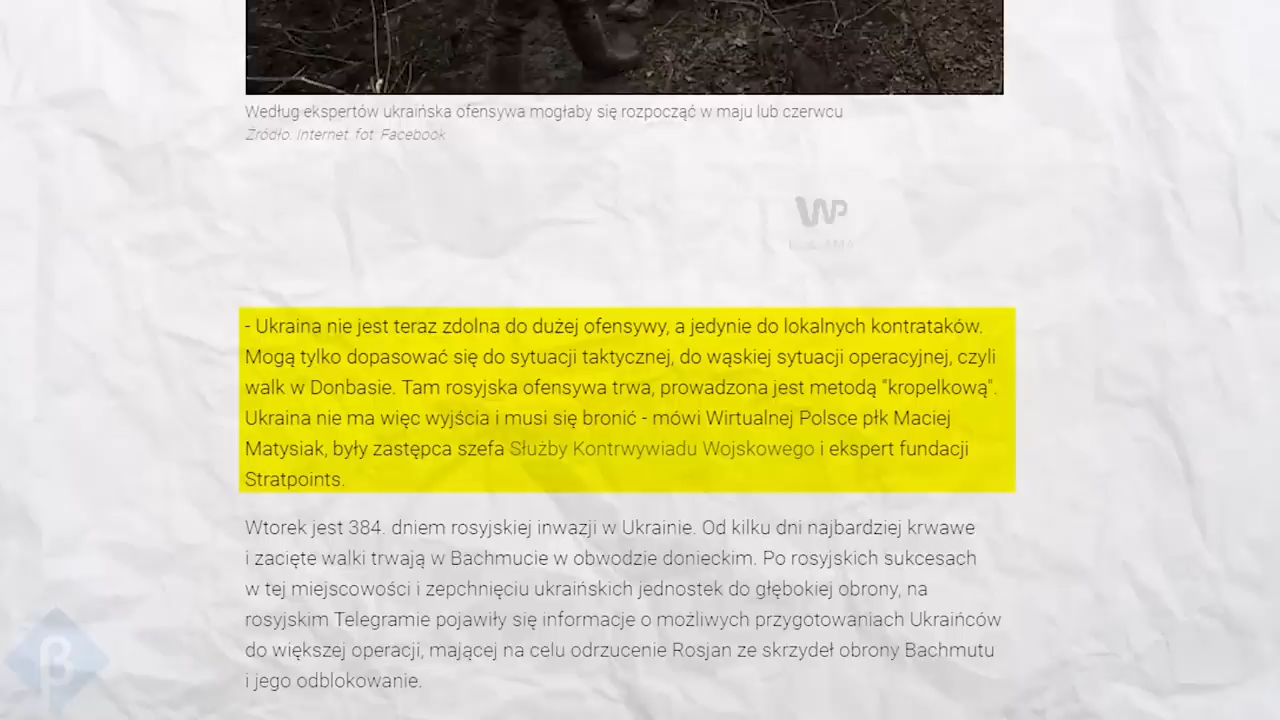 Według ekspertów ukraińska ofensywa mogłaby się rozpocząć w maju lub czerwcu
Źródło: Internet, fot: Facebook
WP
- Ukraina nie jest teraz zdolna do dużej ofensywy, a jedynie do lokalnych kontrataków.
Mogą tylko dopasować się do sytuacji taktycznej, do wąskiej sytuacji operacyjnej, czyli
walk w Donbasie. Tam rosyjska ofensywa trwa, prowadzona jest metodą "kropelkową".
Ukraina nie ma więc wyjścia i musi się bronić - mówi Wirtualnej Polsce płk Maciej
Matysiak, były zastępca szefa Służby Kontrwywiadu Wojskowego i ekspert fundacji
Stratpoints.
Wtorek jest 384. dniem rosyjskiej inwazji w Ukrainie. Od kilku dni najbardziej krwawe
i zacięte walki trwają w Bachmucie w obwodzie donieckim. Po rosyjskich sukcesach
w tej miejscowości i zepchnięciu ukraińskich jednostek do głębokiej obrony, na
rosyjskim Telegramie pojawiły się informacje o możliwych przygotowaniach Ukraińców
do większej operacji, mającej na celu odrzucenie Rosjan ze skrzydeł obrony Bachmutu
i jego odblokowanie.
β